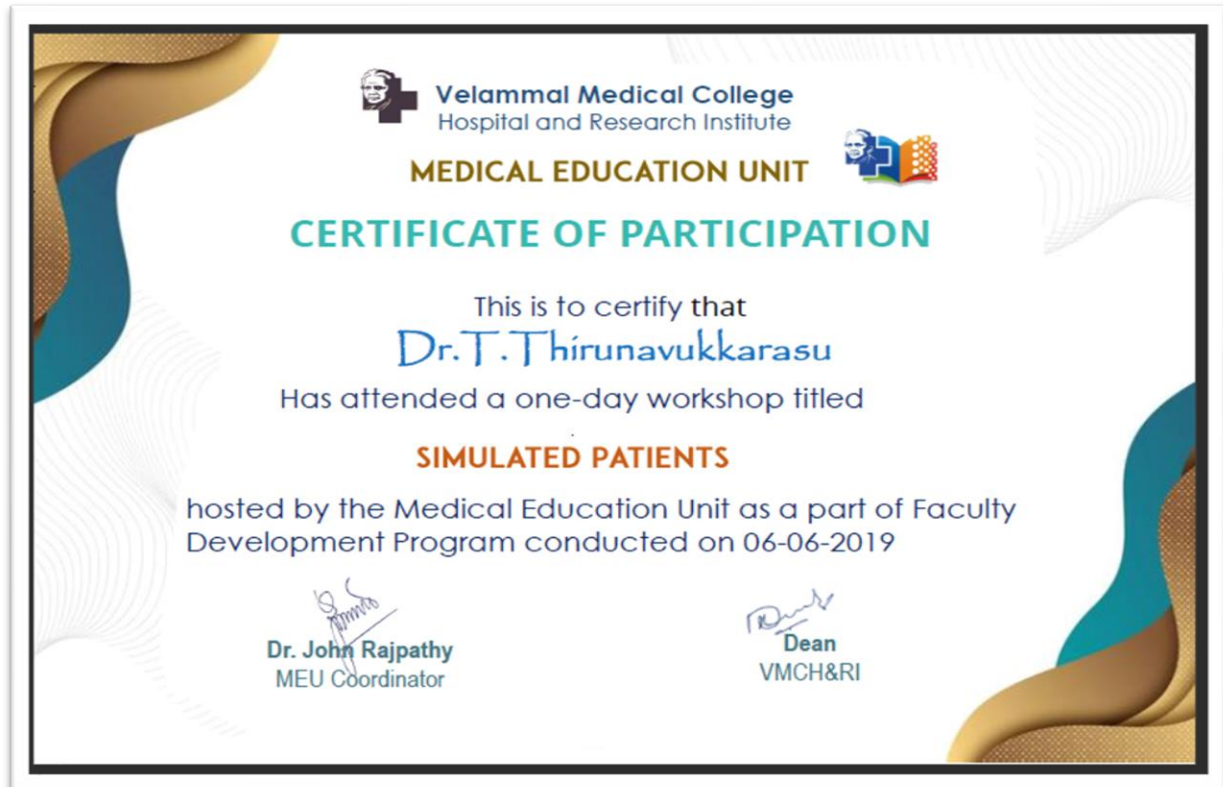 Velammal Medical College
Hospital and Research Institute
MEDICAL EDUCATION UNIT
CERTIFICATE OF PARTICIPATION
This is to certify that
Dr.T.Thirunavukkarasu
Has attended a one-day workshop titled
SIMULATED PATIENTS
hosted by the Medical Education Unit as a part of Faculty
Development Program conducted on 06-06-2019
Dr. John Rajpathy
MEU Coordinator
Dean
VMCH&RI